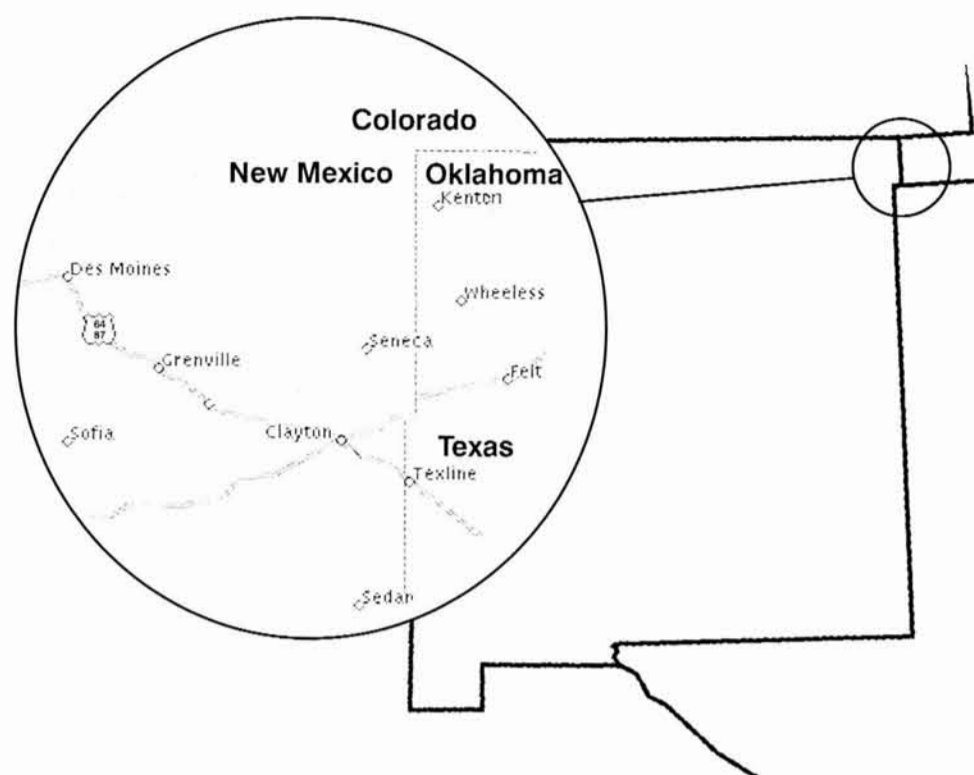 Colorado
New Mexico
Oklahoma
Kenton
Des Moines
Wheeless
64
87
Seneca
Grenville
Felt
Sofia
Clayton
Texas
Texline
Sedan